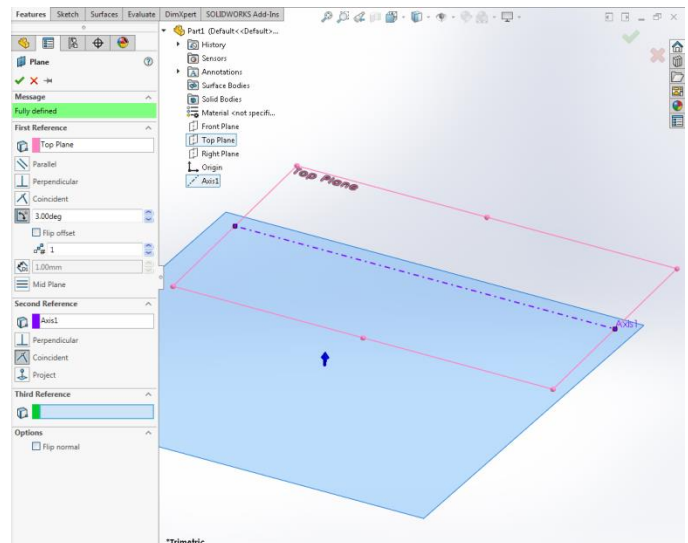 Features Sketch Surfaces Evaluate DimXpert SOLIDWORKS Add-Ins
Part1 (Default<<Default>...
History
Sensors
Annotations
Surface Bodies
Solid Bodies
Material <not specifi...
Front Plane
Top Plane
Right Plane
Origin
Axis1
Plane
Message
Fully defined
First Reference
Top Plane
Parallel
Perpendicular
Coincident
3.00deg
Flip offset
1
1.00mm
Mid Plane
Second Reference
Axis1
Perpendicular
Coincident
Project
Third Reference
Options
Flip normal
Top Plane
Axis1
*Trimetric